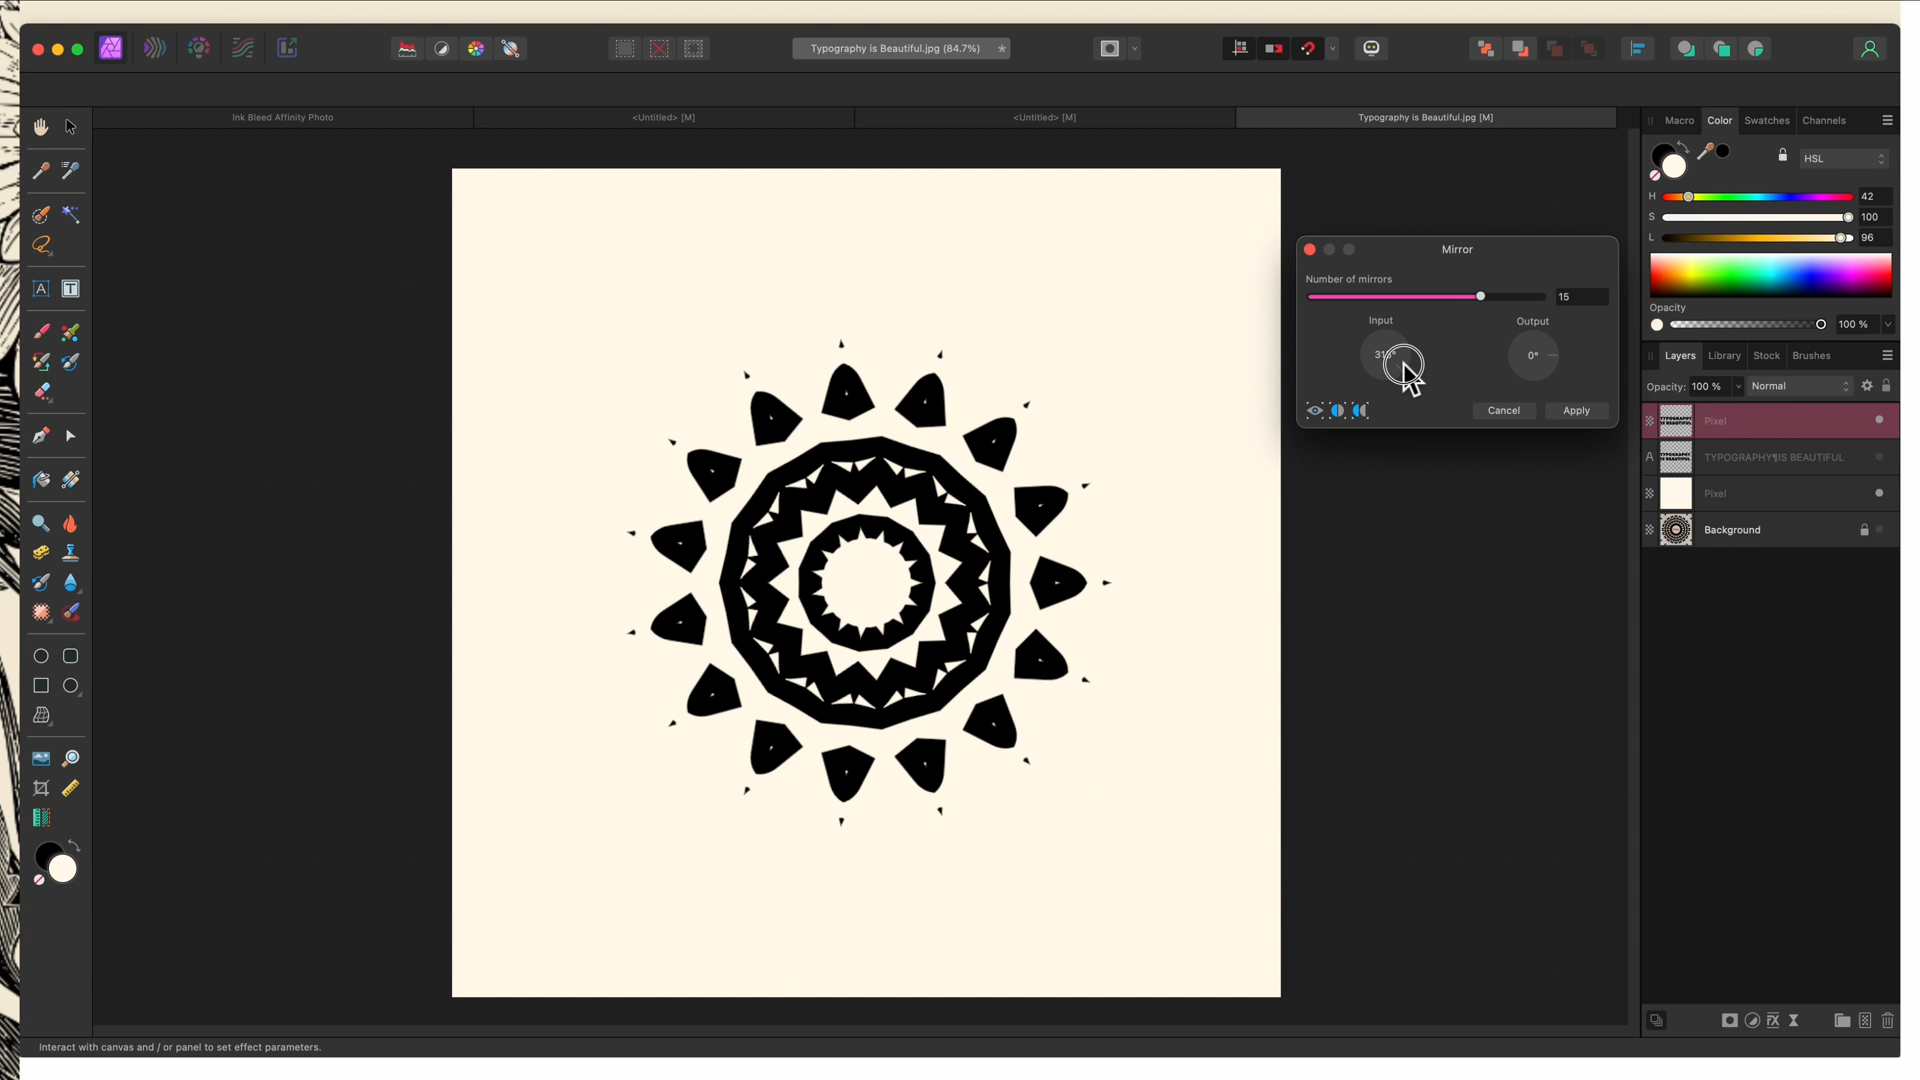 Typography is Beautiful.jpg (84.7%) *
Ink Bleed Affinity Photo
<Untitled> [M]
<Untitled> [M]
Typography is Beautiful.jpg [M]
Macro
Color
Swatches
Channels
HSL
H
42
S
100
L
96
Opacity
100 %
Mirror
Number of mirrors
15
Input
Output
0°
Cancel
Apply
Layers
Library
Stock
Brushes
Opacity:
100 %
Normal
Pixel
TYPOGRAPHY¶IS BEAUTIFUL
Pixel
Background
Interact with canvas and / or panel to set effect parameters.